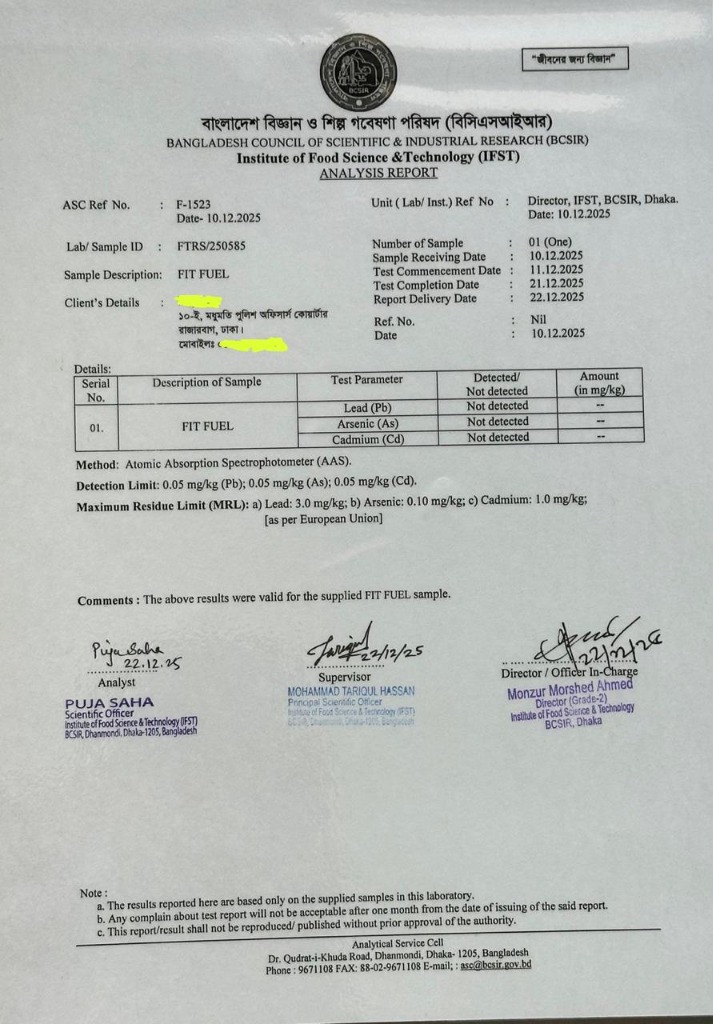 BCSIR
"জীবনের জন্য বিজ্ঞান"
বাংলাদেশ বিজ্ঞান ও শিল্প গবেষণা পরিষদ (বিসিএসআইআর)
BANGLADESH COUNCIL OF SCIENTIFIC & INDUSTRIAL RESEARCH (BCSIR)
Institute of Food Science &Technology (IFST)
ANALYSIS REPORT
ASC Ref No. : F-1523
Date- 10.12.2025
Unit ( Lab/ Inst.) Ref No : Director, IFST, BCSIR, Dhaka.
Date: 10.12.2025
Lab/ Sample ID : FTRS/250585
Sample Description: FIT FUEL
Client's Details :
১০-ই, মধুমতি পুলিশ অফিসার্স কোয়ার্টার
রাজারবাগ, ঢাকা।
মোবাইলঃ
Number of Sample : 01 (One)
Sample Receiving Date : 10.12.2025
Test Commencement Date : 11.12.2025
Test Completion Date : 21.12.2025
Report Delivery Date : 22.12.2025
Ref. No. : Nil
Date : 10.12.2025
Details:
Serial No. Description of Sample Test Parameter Detected/ Not detected Amount (in mg/kg)
01. FIT FUEL Lead (Pb) Not detected --
Arsenic (As) Not detected --
Cadmium (Cd) Not detected --
Method: Atomic Absorption Spectrophotometer (AAS).
Detection Limit: 0.05 mg/kg (Pb); 0.05 mg/kg (As); 0.05 mg/kg (Cd).
Maximum Residue Limit (MRL): a) Lead: 3.0 mg/kg; b) Arsenic: 0.10 mg/kg; c) Cadmium: 1.0 mg/kg;
[as per European Union]
Comments : The above results were valid for the supplied FIT FUEL sample.
Puja Saha
22.12.25
Analyst
PUJA SAHA
Scientific Officer
Institute of Food Science & Technology (IFST)
BCSIR, Dhanmondi, Dhaka-1205, Bangladesh
22/12/25
Supervisor
MOHAMMAD TARIQUL HASSAN
Principal Scientific Officer
Institute of Food Science & Technology (IFST)
BCSIR, Dhanmondi, Dhaka-1205, Bangladesh
22/12/25
Director / Officer In-Charge
Monzur Morshed Ahmed
Director (Grade-2)
Institute of Food Science & Technology
BCSIR, Dhaka
Note :
a. The results reported here are based only on the supplied samples in this laboratory.
b. Any complain about test report will not be acceptable after one month from the date of issuing of the said report.
c. This report/result shall not be reproduced/ published without prior approval of the authority.
Analytical Service Cell
Dr. Qudrat-i-Khuda Road, Dhanmondi, Dhaka- 1205, Bangladesh
Phone : 9671108 FAX: 88-02-9671108 E-mail; : asc@bcsir.gov.bd